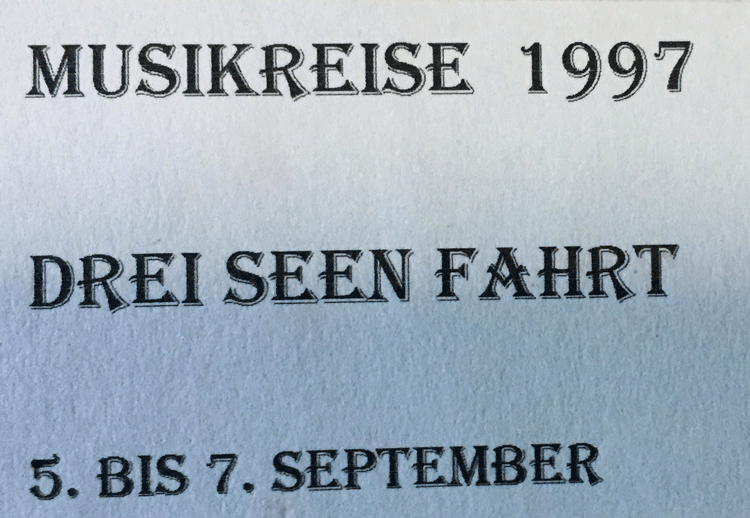 MUSIKREISE 1997
DREI SEEN FAHRT
5. BIS 7. SEPTEMBER